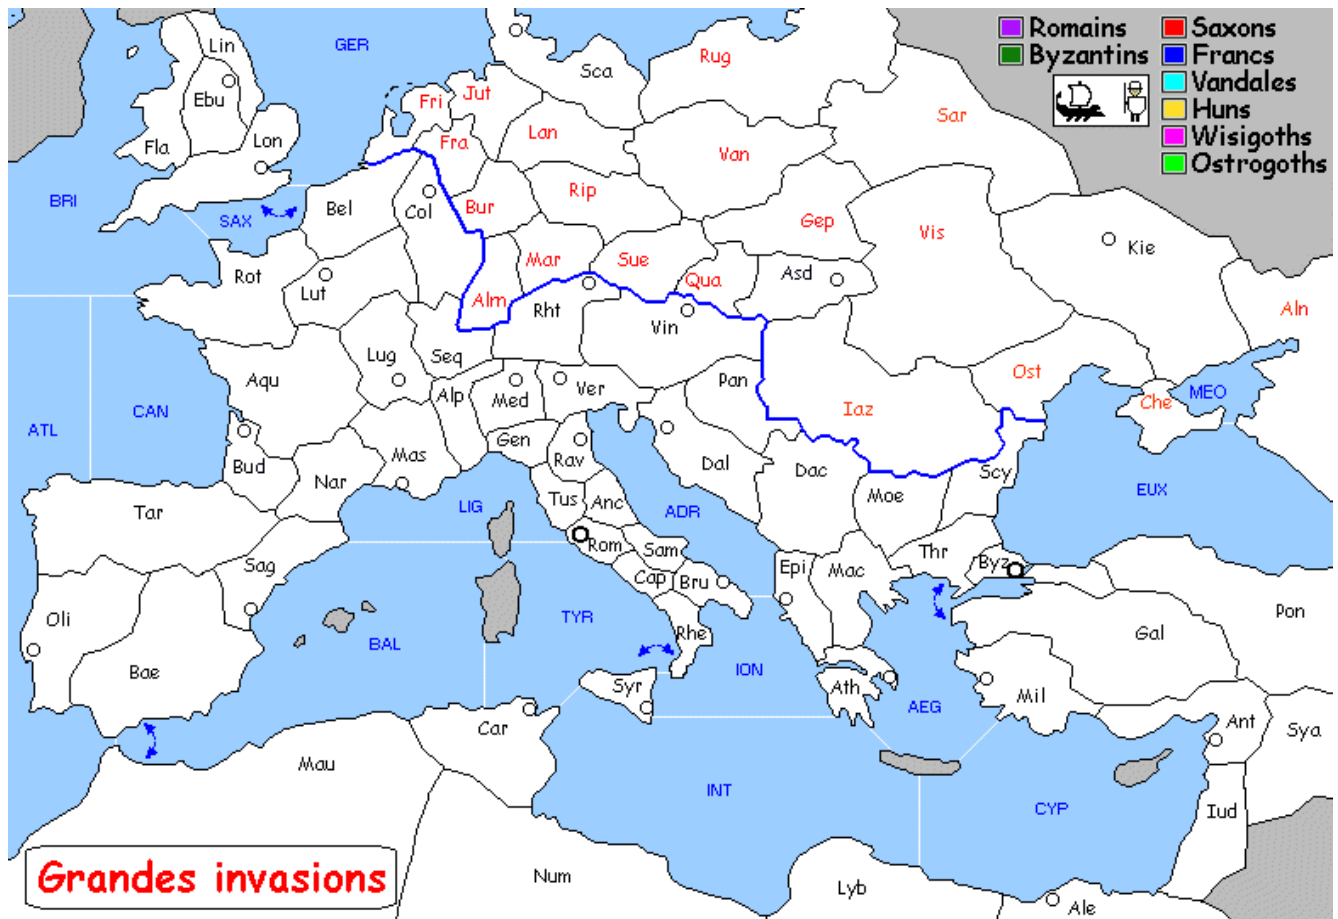 Romains
Byzantins
Saxons
Francs
Vandales
Huns
Wisigoths
Ostrogoths
Lin
GER
Sca
Rug
Ebu
Fri
Jut
Sar
Fla
Lon
Fra
Lan
Van
BRI
SAX
Bel
Col
Bur
Rip
Gep
Vis
Kie
Rot
Lut
Alm
Mar
Sue
Qua
Asd
Aln
Rht
Vin
Lug
Seq
Aqu
Alp
Med
Ver
Pan
Ost
Che
MEO
ATL
CAN
Iaz
Bud
Nar
Mas
Gen
Rav
Dal
Dac
Scy
EUX
Tar
LIG
Tus
Anc
ADR
Moe
Sag
Rom
Sam
Thr
Byz
Cap
Bru
Epi
Mac
Oli
BAL
TYR
Rhe
Gal
Pon
Bae
ION
Syr
Ath
AEG
Mil
Car
Ant
Sya
Mau
INT
CYP
Iud
Grandes invasions
Num
Lyb
Ale